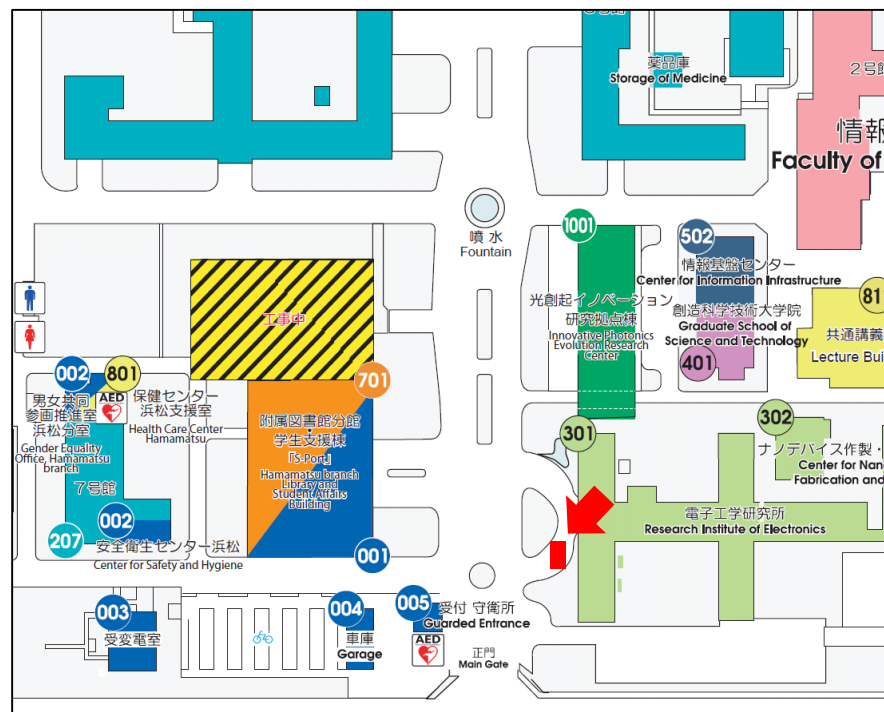 薬品庫
Storage of Medicine
2号館
情報
Faculty of
噴 水
Fountain
1001
502
情報基盤センター
Center for Information Infrastructure
光創起イノベーション
研究拠点棟
Innovative Photonics
Evolution Research
Center
創造科学技術大学院
Graduate School of
Science and Technology
401
81
共通講義
Lecture Buil
工事中
002
801
男女共同
参画推進室
浜松分室
Gender Equality
Office, Hamamatsu
branch
AED
保健センター
浜松支援室
Health Care Center
Hamamatsu
701
附属図書館分館
・
学生支援棟
「S-Port」
Hamamatsu branch
Library and
Student Affairs
Building
001
7号館
002
207
安全衛生センター浜松
Center for Safety and Hygiene
301
302
ナノデバイス作製・
Center for Nan
Fabrication and
電子工学研究所
Research Institute of Electronics
003
受変電室
004
車庫
Garage
005
受付 守衛所
Guarded Entrance
AED
正門
Main Gate